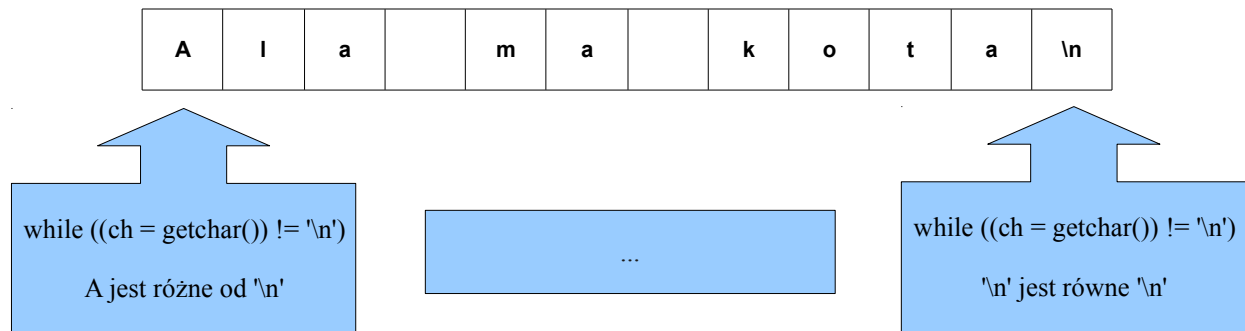 A l a m a k o t a \n
while ((ch = getchar()) != '\n')
A jest różne od '\n'
...
while ((ch = getchar()) != '\n')
'\n' jest równe '\n'